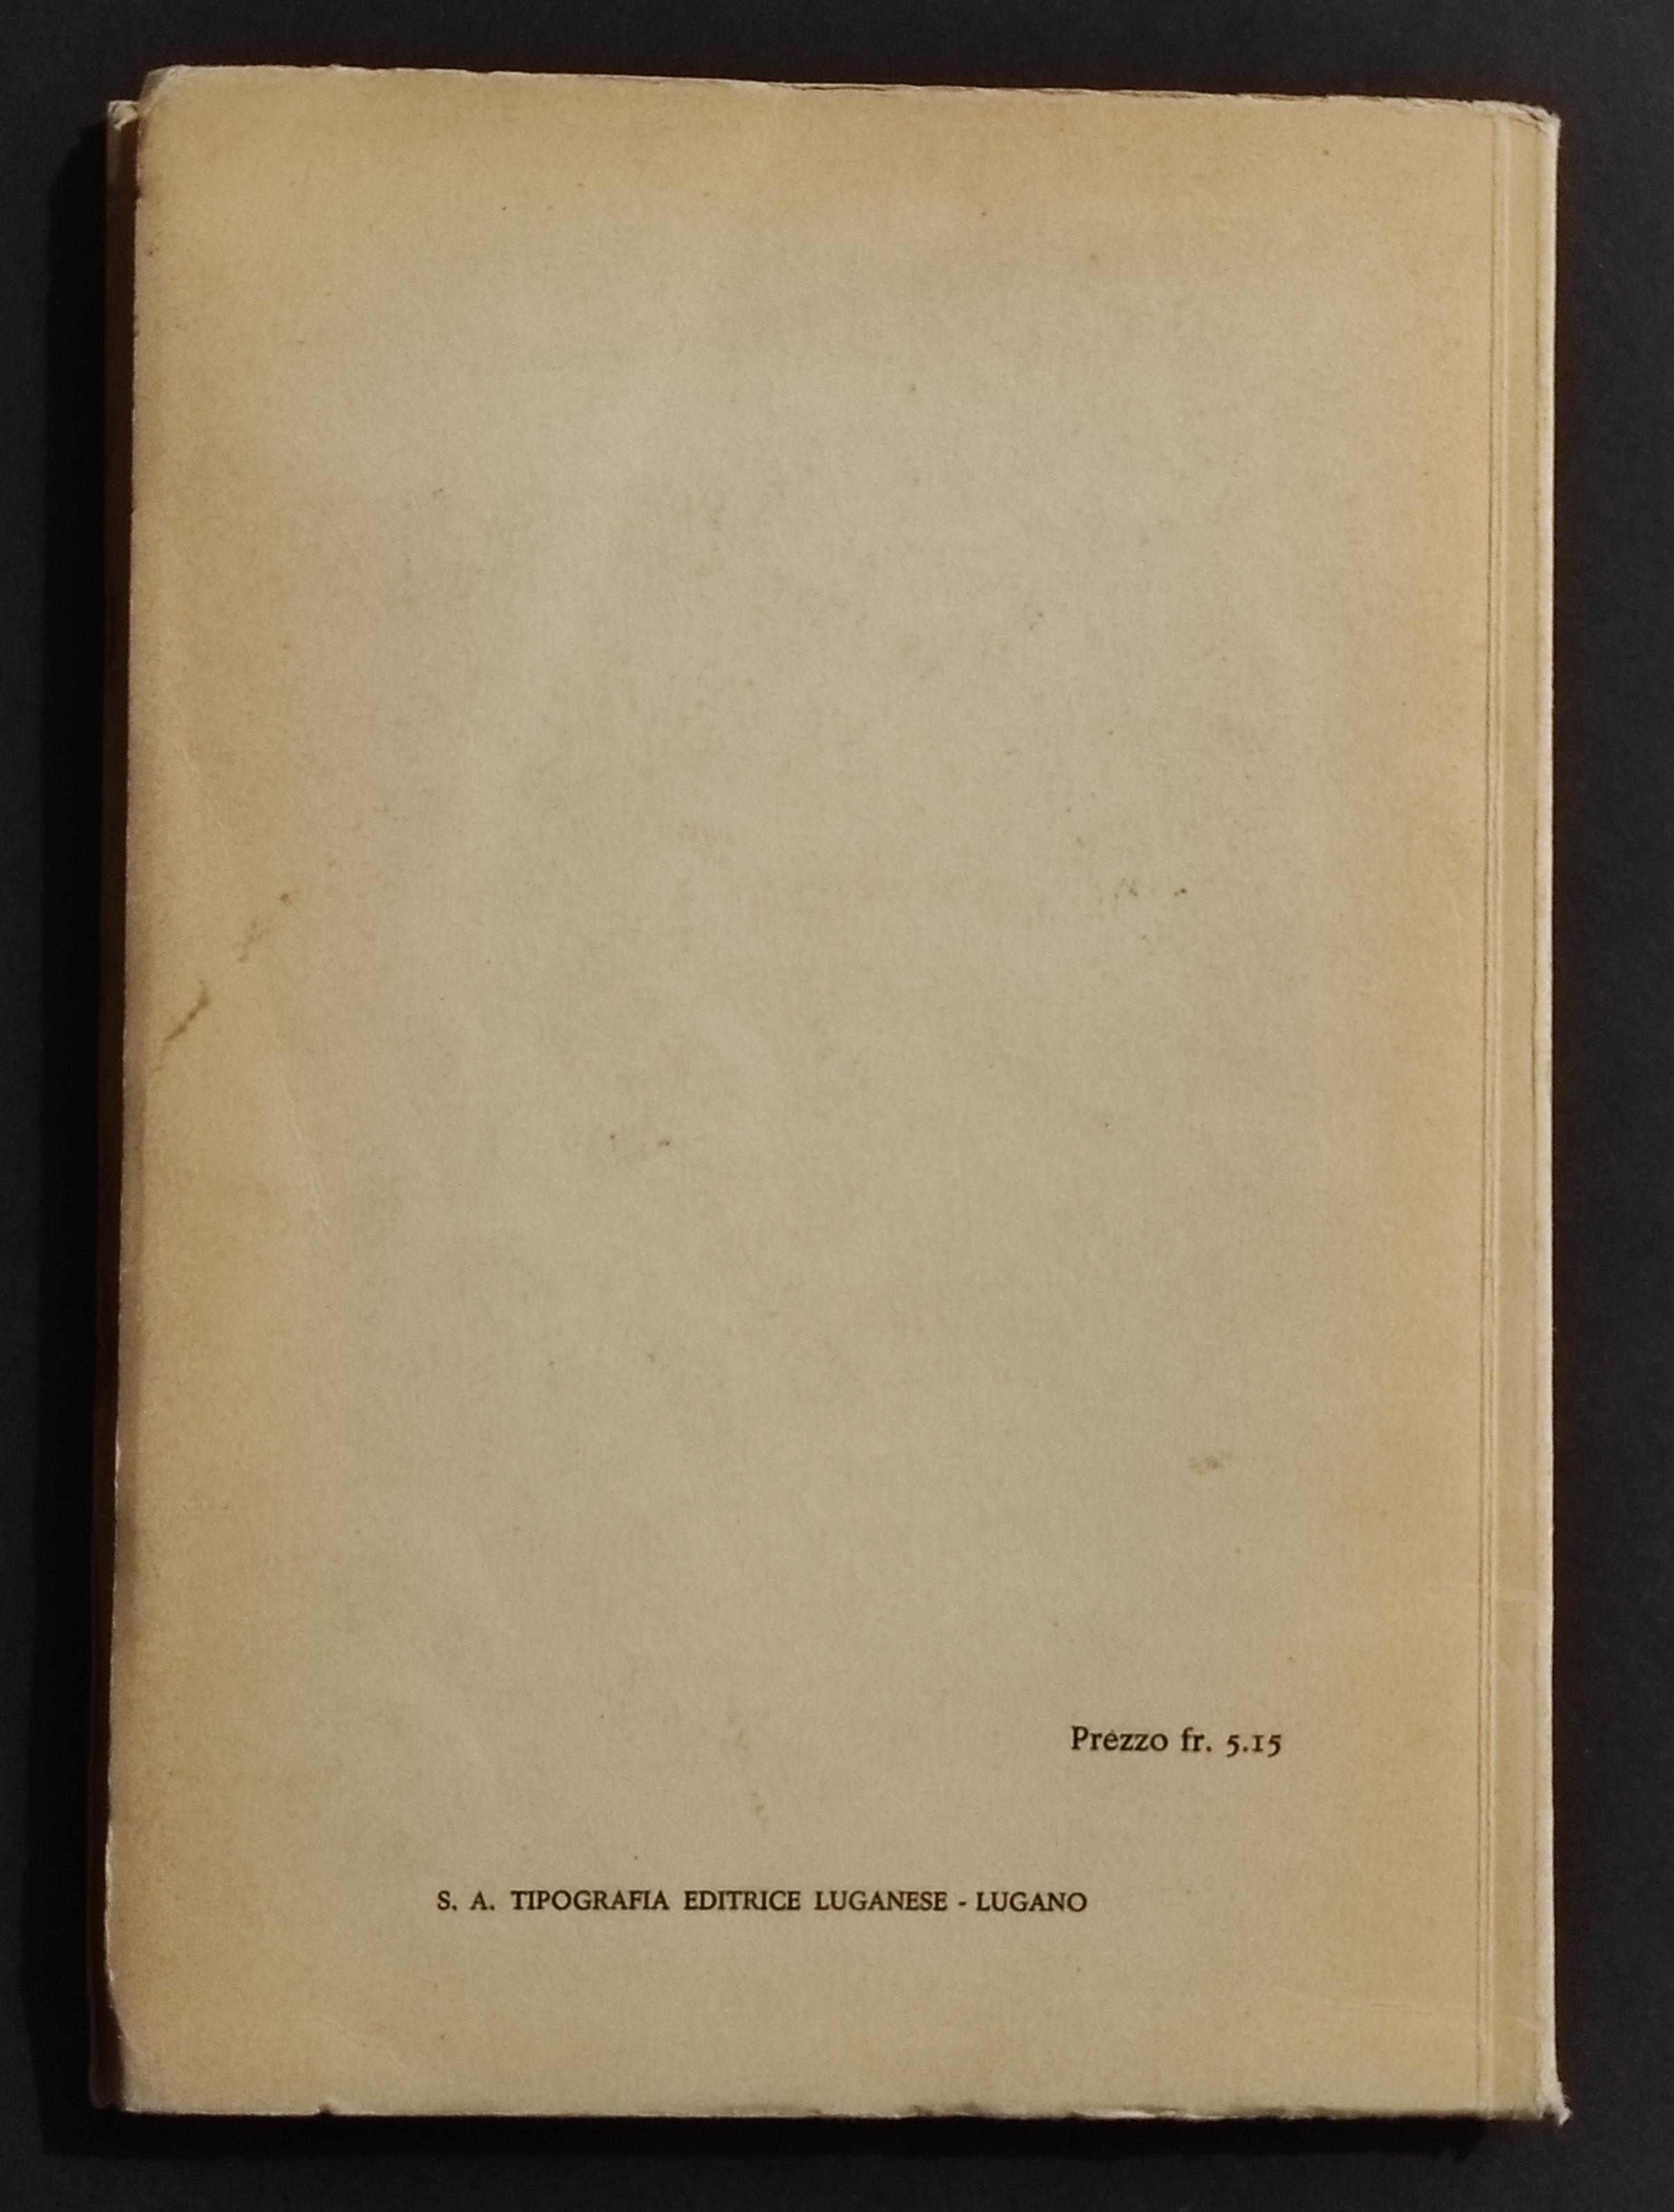 Prezzo fr. 5.15
S. A. TIPOGRAFIA EDITRICE LUGANESE - LUGANO